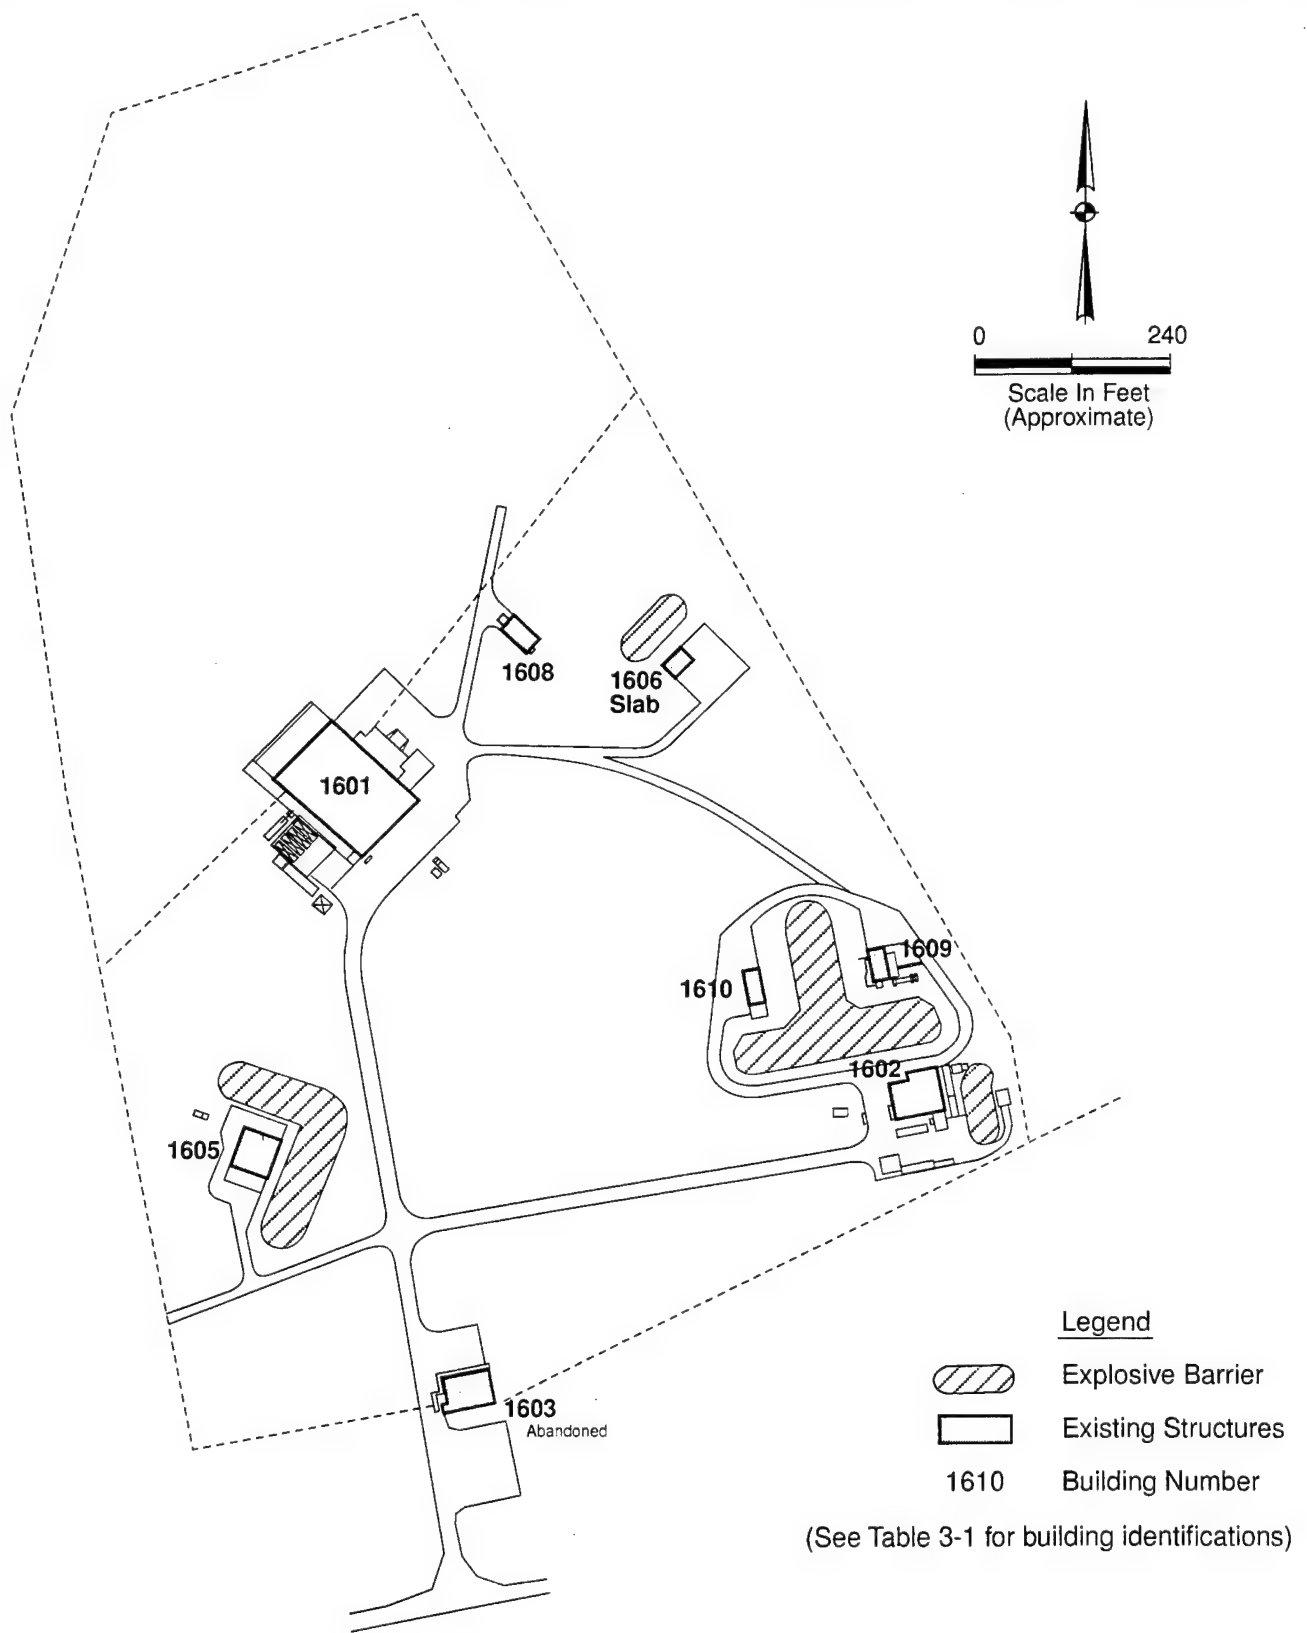 0 240
Scale In Feet
(Approximate)
1608
1606
Slab
1601
1609
1610
1602
1605
1603
Abandoned
Legend
Explosive Barrier
Existing Structures
1610 Building Number
(See Table 3-1 for building identifications)